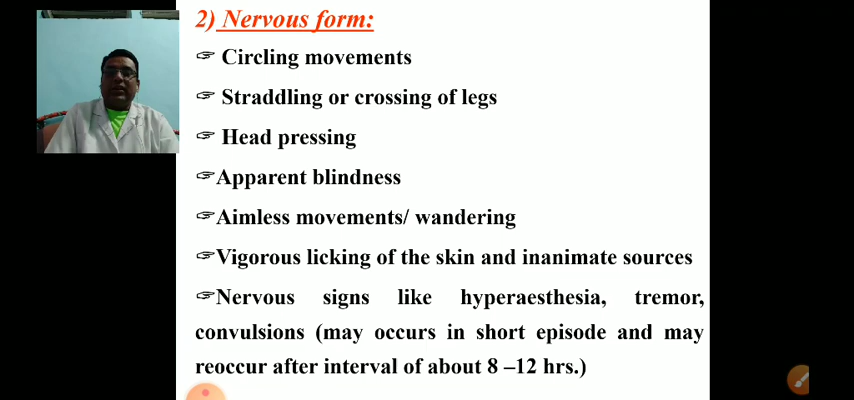 2) Nervous form:
☞ Circling movements
☞ Straddling or crossing of legs
☞ Head pressing
☞Apparent blindness
☞Aimless movements/ wandering
☞Vigorous licking of the skin and inanimate sources
☞Nervous signs like hyperaesthesia, tremor,
convulsions (may occurs in short episode and may
reoccur after interval of about 8 –12 hrs.)